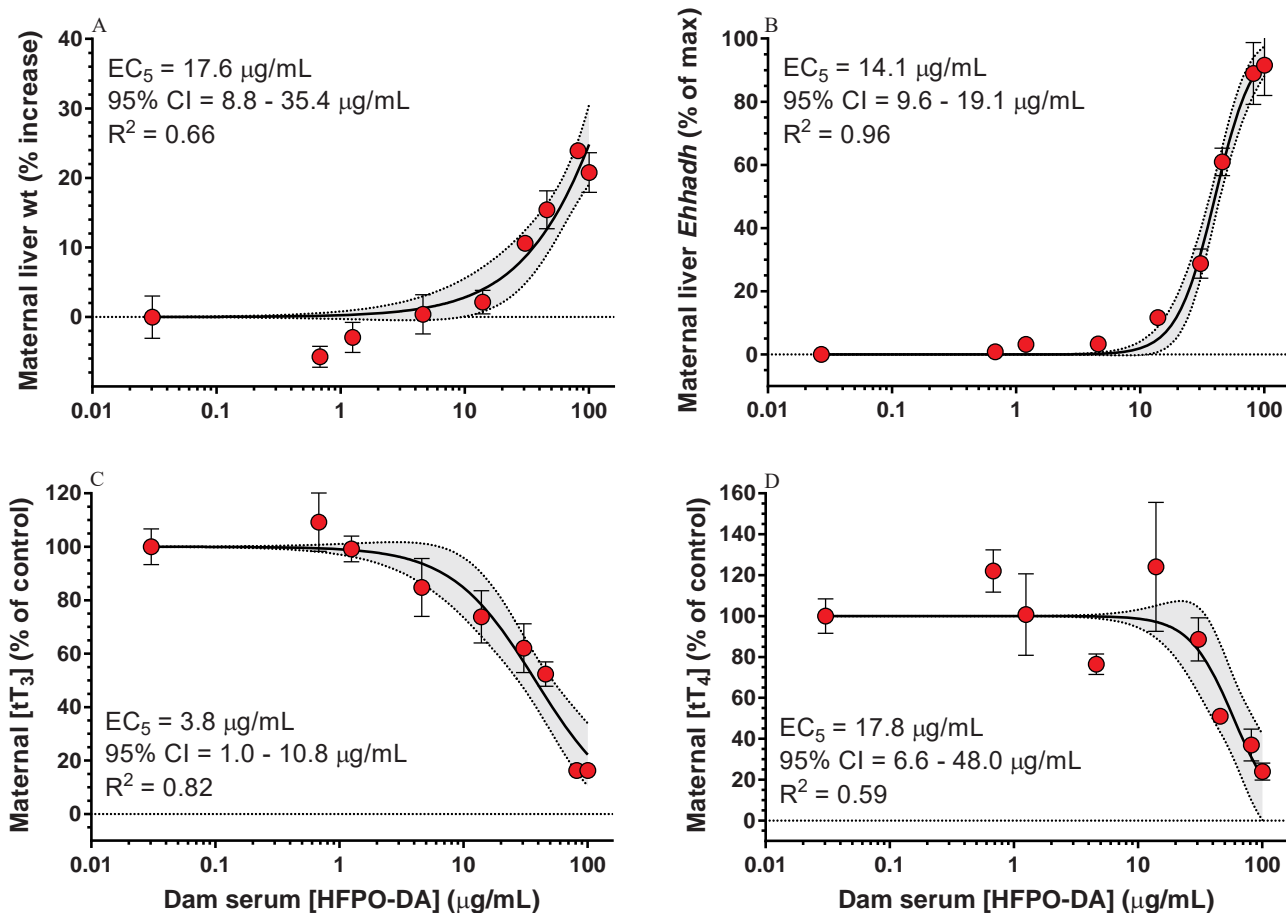 A
Maternal liver wt (% increase)
40
30
20
10
0
EC5 = 17.6 μg/mL
95% CI = 8.8 - 35.4 μg/mL
R2 = 0.66
0.01 0.1 1 10 100
B
Maternal liver Ehhadh (% of max)
100
80
60
40
20
0
EC5 = 14.1 μg/mL
95% CI = 9.6 - 19.1 μg/mL
R2 = 0.96
0.01 0.1 1 10 100
C
Maternal [tT3] (% of control)
120
100
80
60
40
20
0
EC5 = 3.8 μg/mL
95% CI = 1.0 - 10.8 μg/mL
R2 = 0.82
0.01 0.1 1 10 100
Dam serum [HFPO-DA] (μg/mL)
D
Maternal [tT4] (% of control)
160
140
120
100
80
60
40
20
0
EC5 = 17.8 μg/mL
95% CI = 6.6 - 48.0 μg/mL
R2 = 0.59
0.01 0.1 1 10 100
Dam serum [HFPO-DA] (μg/mL)